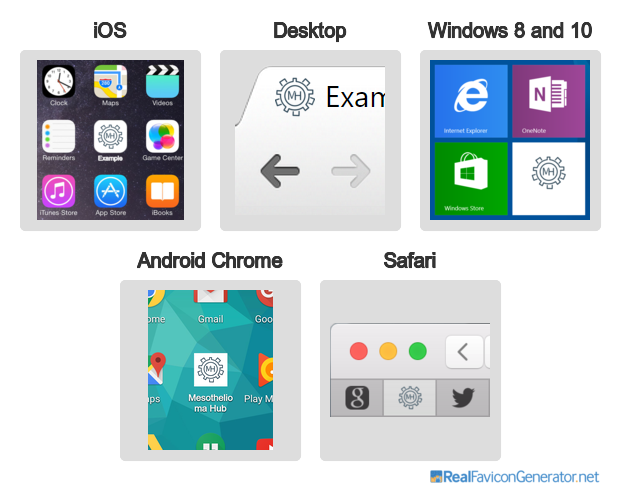 iOS
Desktop
Windows 8 and 10
Clock
Maps
Videos
Reminders
MH
Example
Game Center
iTunes Store
App Store
iBooks
MH
Exam
Internet Explorer
N
OneNote
Windows Store
MH
Android Chrome
Safari
ome
Gmail
Goo
aps
MH
Mesothelio
ma Hub
Play M
g
MH
RealFaviconGenerator.net